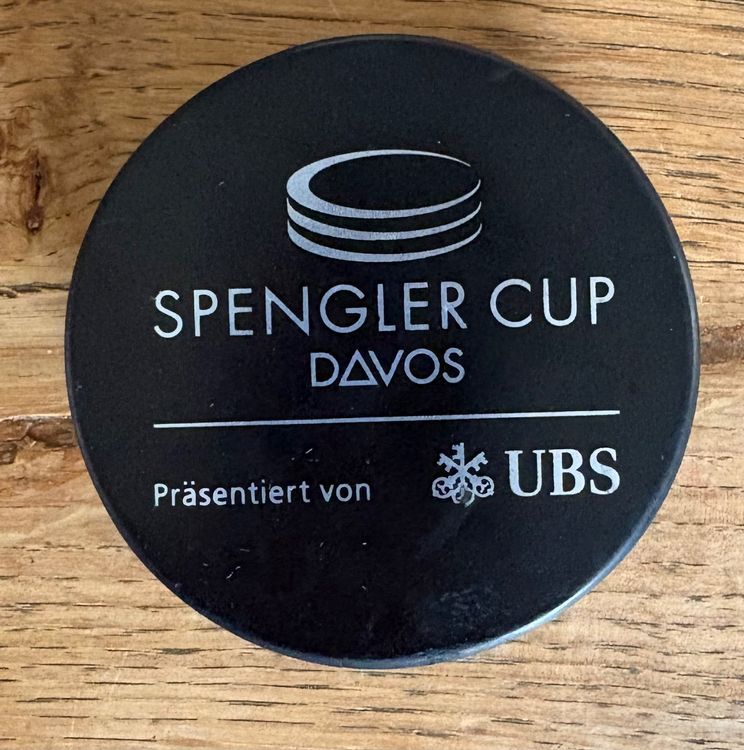 SPENGLER CUP
DAVOS
Präsentiert von
UBS